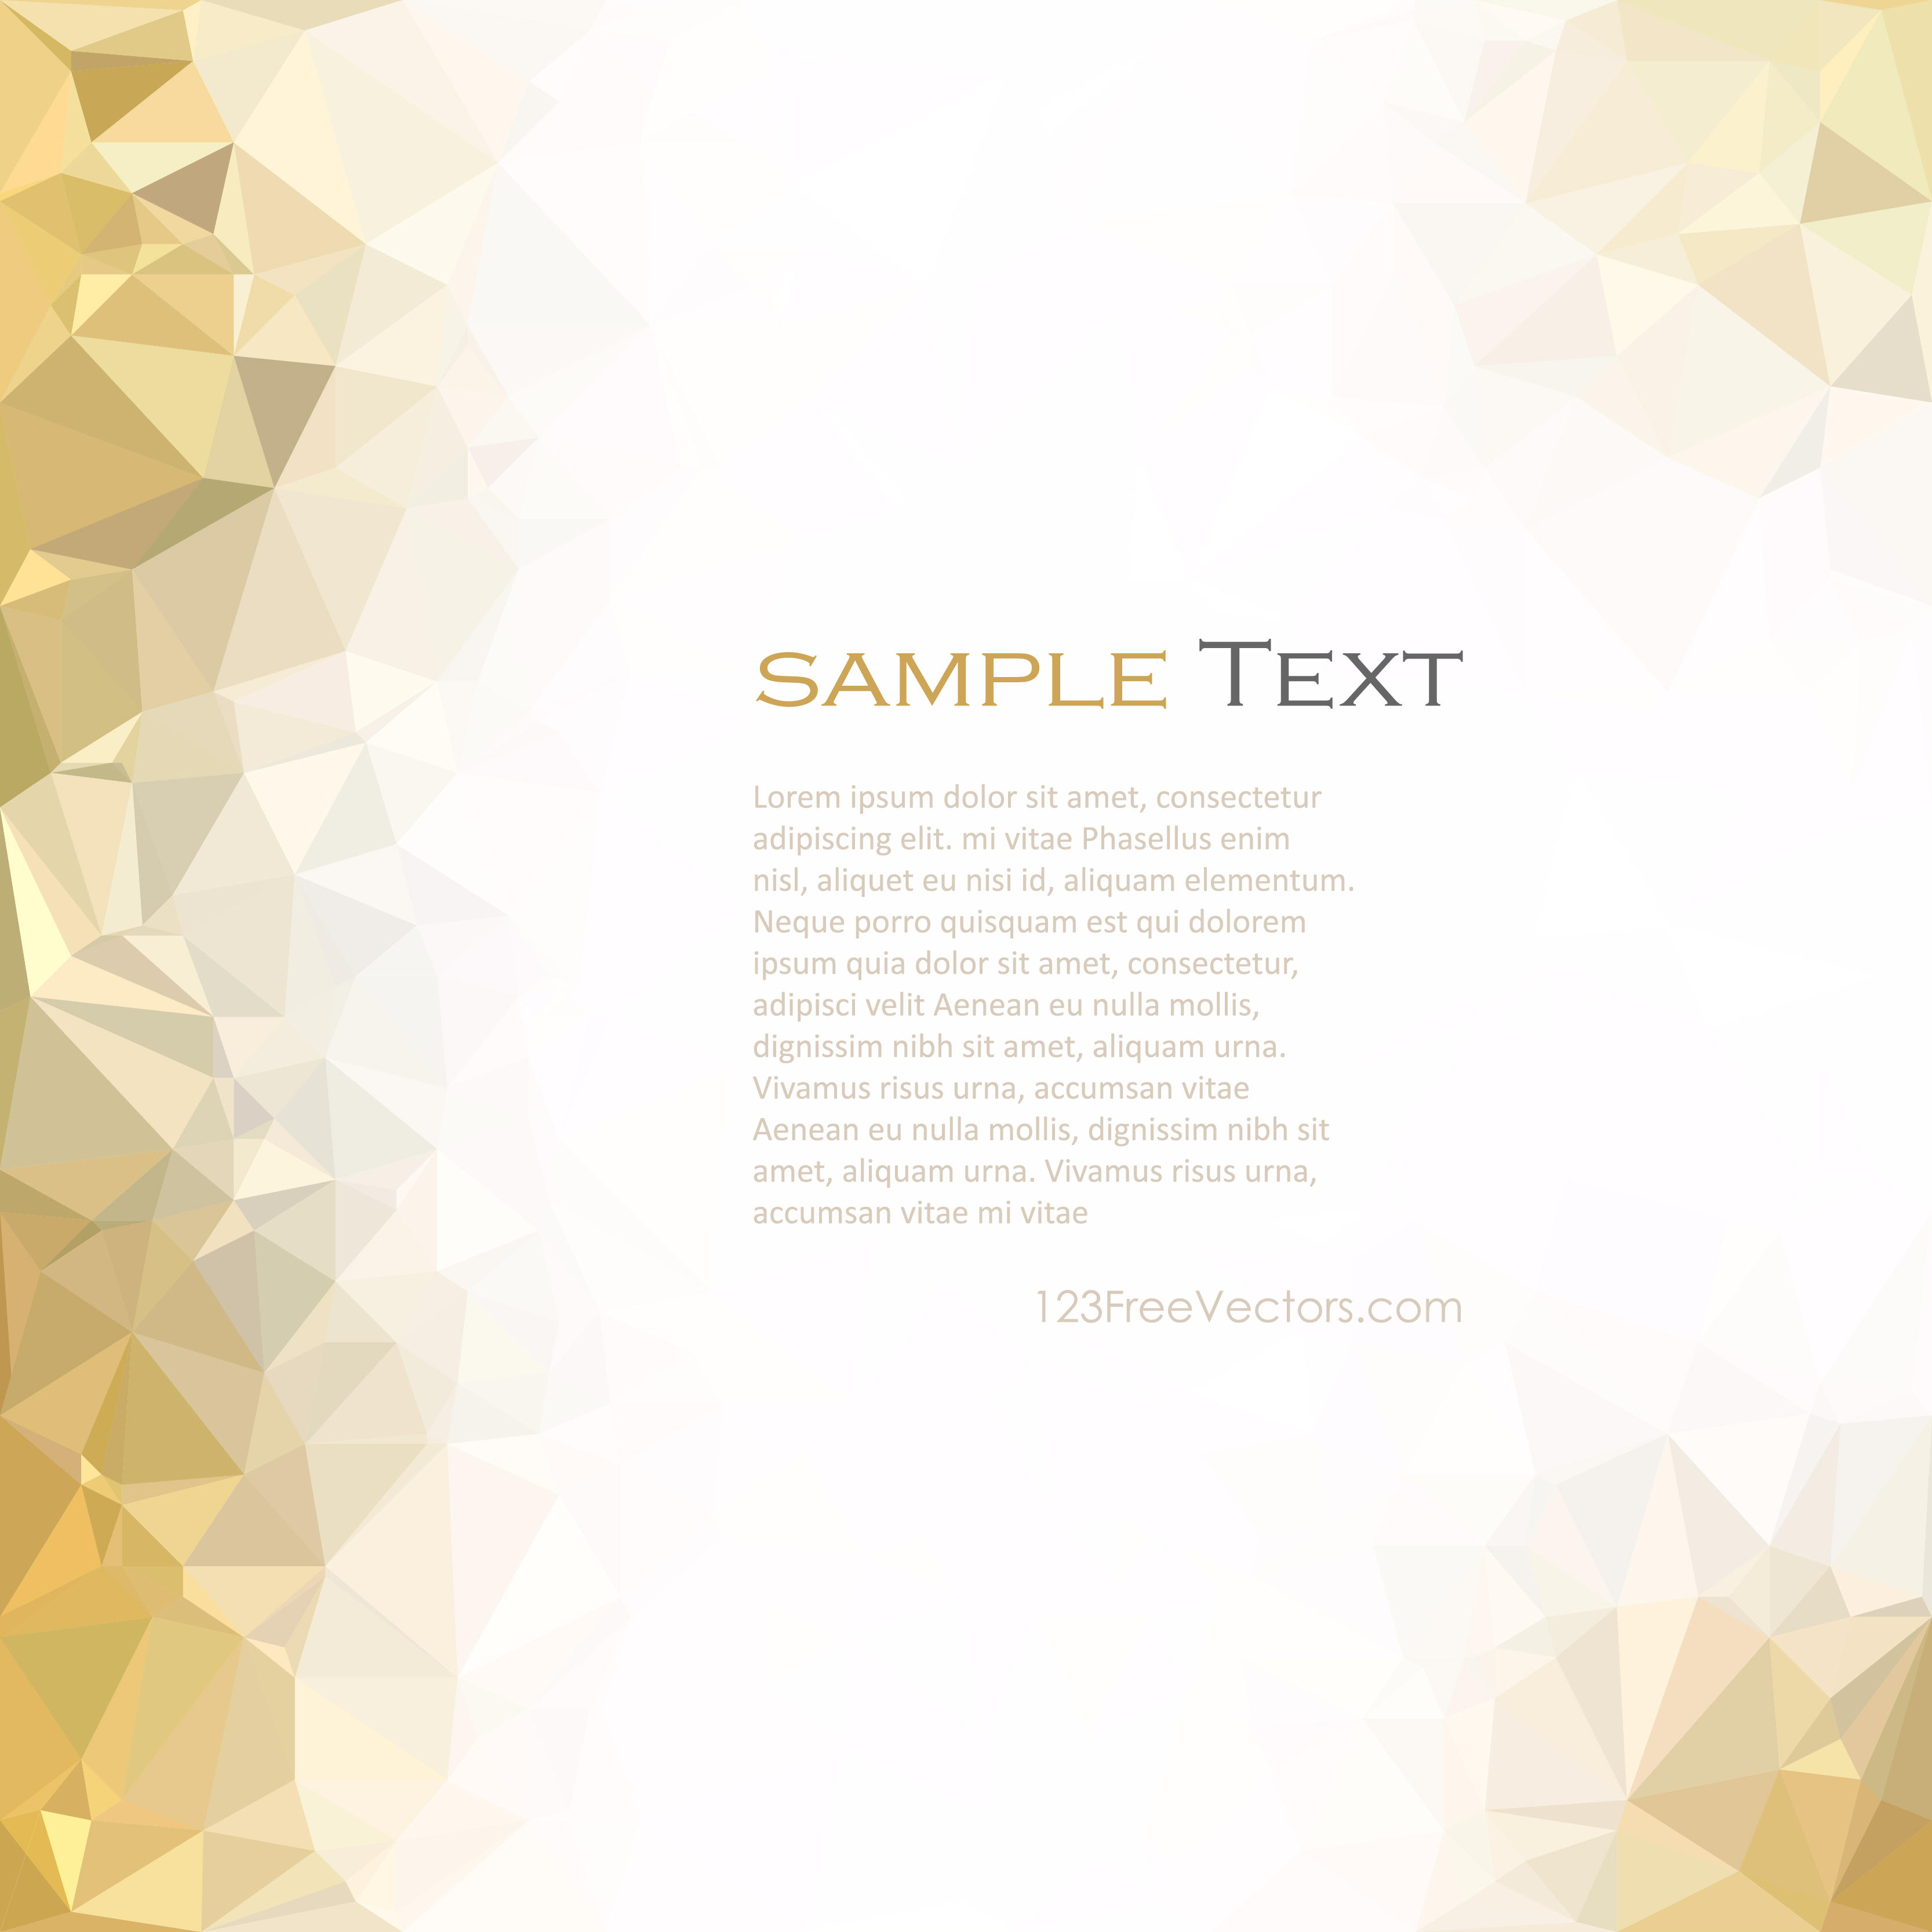 Sample Text
Lorem ipsum dolor sit amet, consectetur
adipiscing elit. mi vitae Phasellus enim
nisl, aliquet eu nisi id, aliquam elementum.
Neque porro quisquam est qui dolorem
ipsum quia dolor sit amet, consectetur,
adipisci velit Aenean eu nulla mollis,
dignissim nibh sit amet, aliquam urna.
Vivamus risus urna, accumsan vitae
Aenean eu nulla mollis, dignissim nibh sit
amet, aliquam urna. Vivamus risus urna,
accumsan vitae mi vitae
123FreeVectors.com